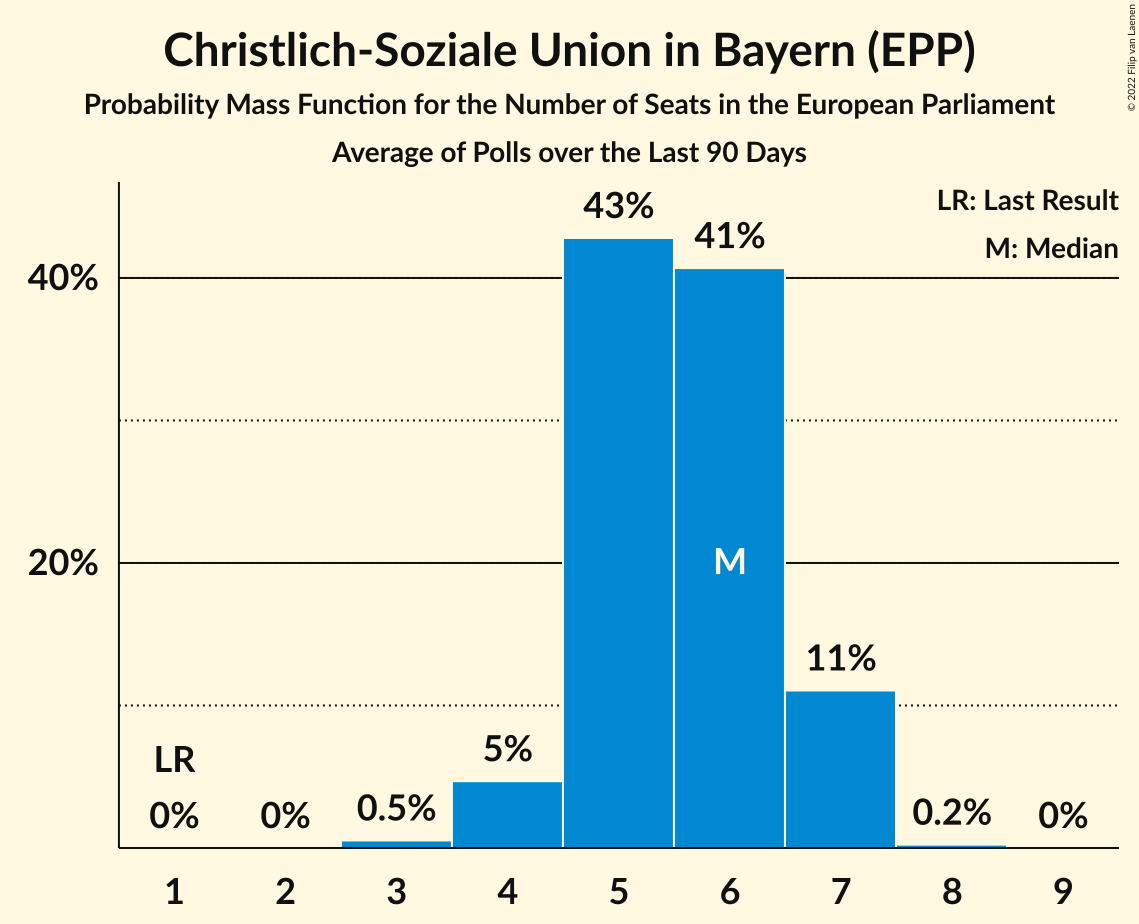 Christlich-Soziale Union in Bayern (EPP)
Probability Mass Function for the Number of Seats in the European Parliament
Average of Polls over the Last 90 Days
© 2022 Filip van Laenen
LR: Last Result
M: Median
43%
41%
40%
20%
M
11%
LR
5%
0%
0%
0.5%
0.2%
0%
1 2 3 4 5 6 7 8 9